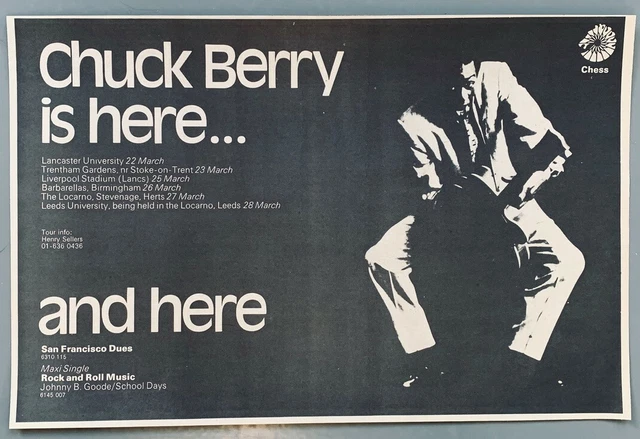 Chuck Berry
is here...
Lancaster University 22 March
Trentham Gardens, nr Stoke-on-Trent 23 March
Liverpool Stadium (Lancs) 25 March
Barbarellas, Birmingham 26 March
The Locarno, Stevenage, Herts 27 March
Leeds University, being held in the Locarno, Leeds 28 March
Tour info:
Henry Sellers
01-636 0436
and here
San Francisco Dues
6310 115
Maxi Single
Rock and Roll Music
Johnny B. Goode/School Days
6145 007
Chess